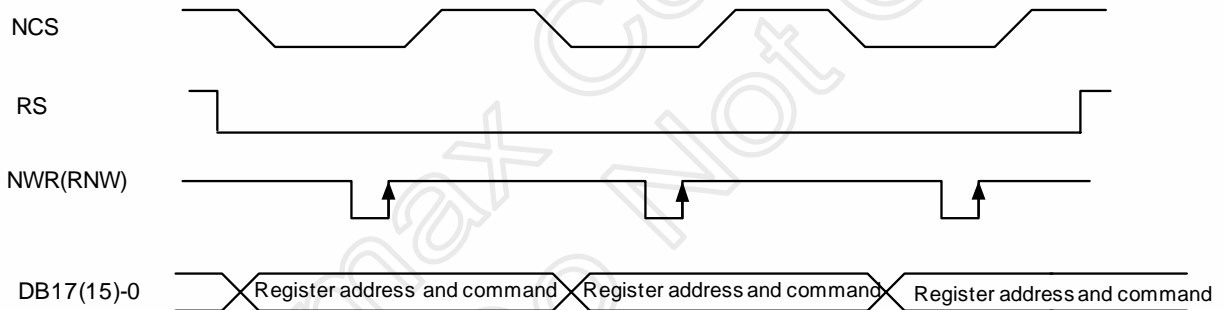 NCS
RS
NWR(RNW)
DB17(15)-0
Register address and command
Register address and command
Register address and command